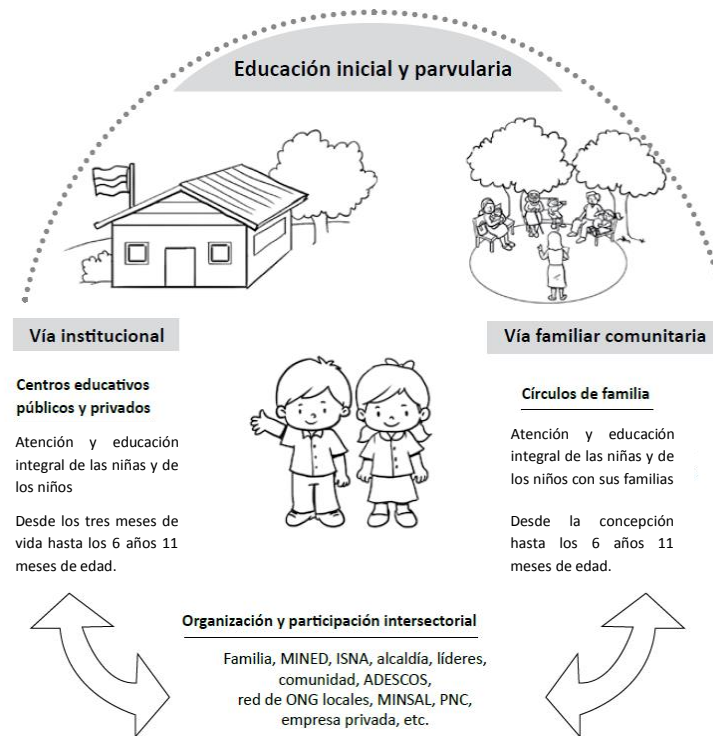 Educación inicial y parvularia
Vía institucional
Centros educativos
públicos y privados
Atención y educación
integral de las niñas y de
los niños
Desde los tres meses de
vida hasta los 6 años 11
meses de edad.
Vía familiar comunitaria
Círculos de familia
Atención y educación
integral de las niñas y de
los niños con sus familias
Desde la concepción
hasta los 6 años 11
meses de edad.
Organización y participación intersectorial
Familia, MINED, ISNA, alcaldía, líderes,
comunidad, ADESCOS,
red de ONG locales, MINSAL, PNC,
empresa privada, etc.